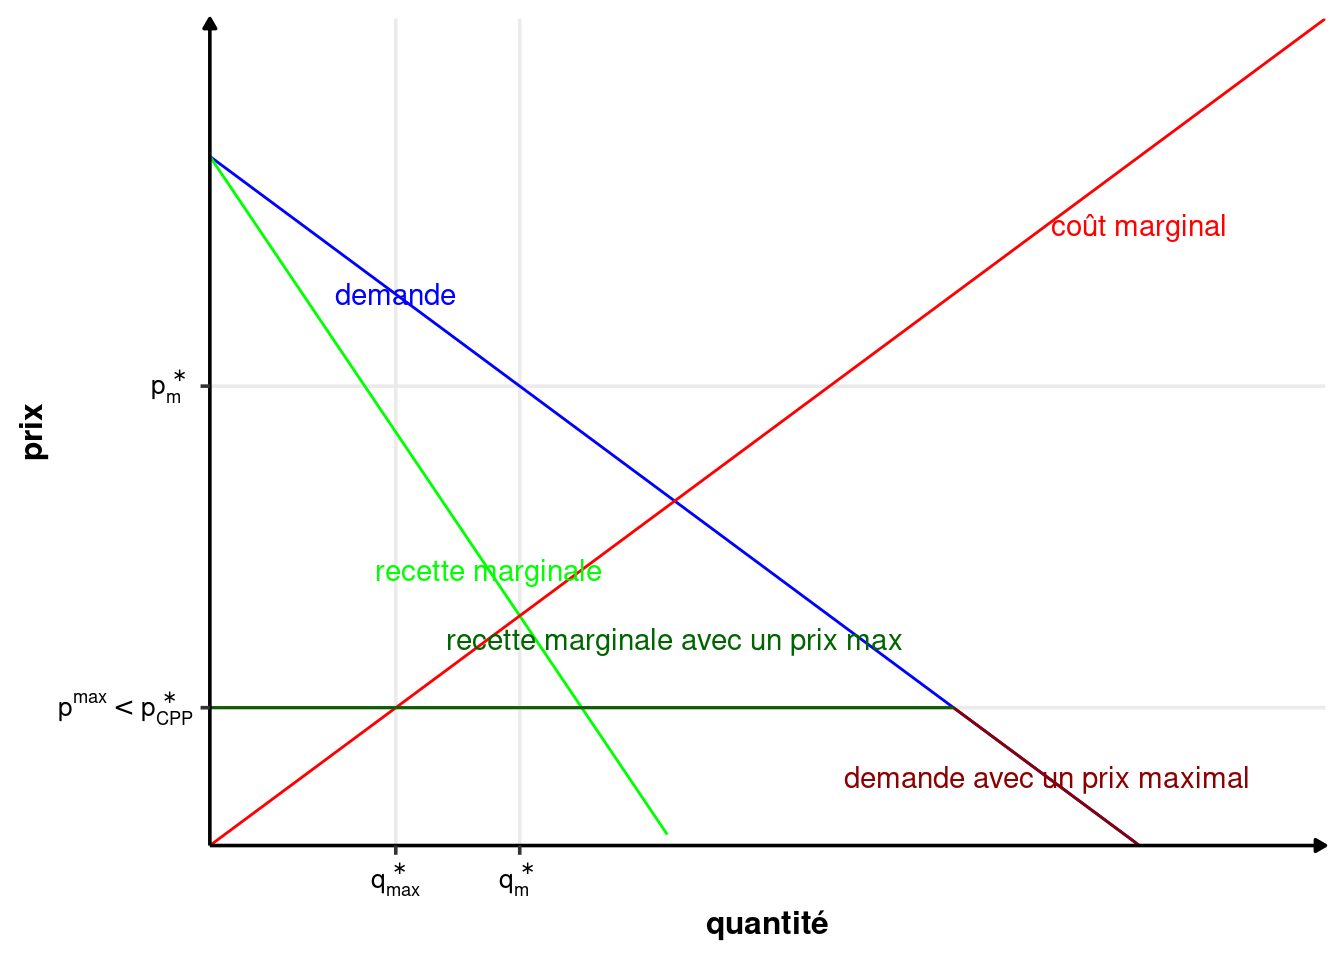 coût marginal
demande
p_m^*
prix
recette marginale
recette marginale avec un prix max
p^max < p_CPP^*
demande avec un prix maximal
q_max^*
q_m^*
quantité